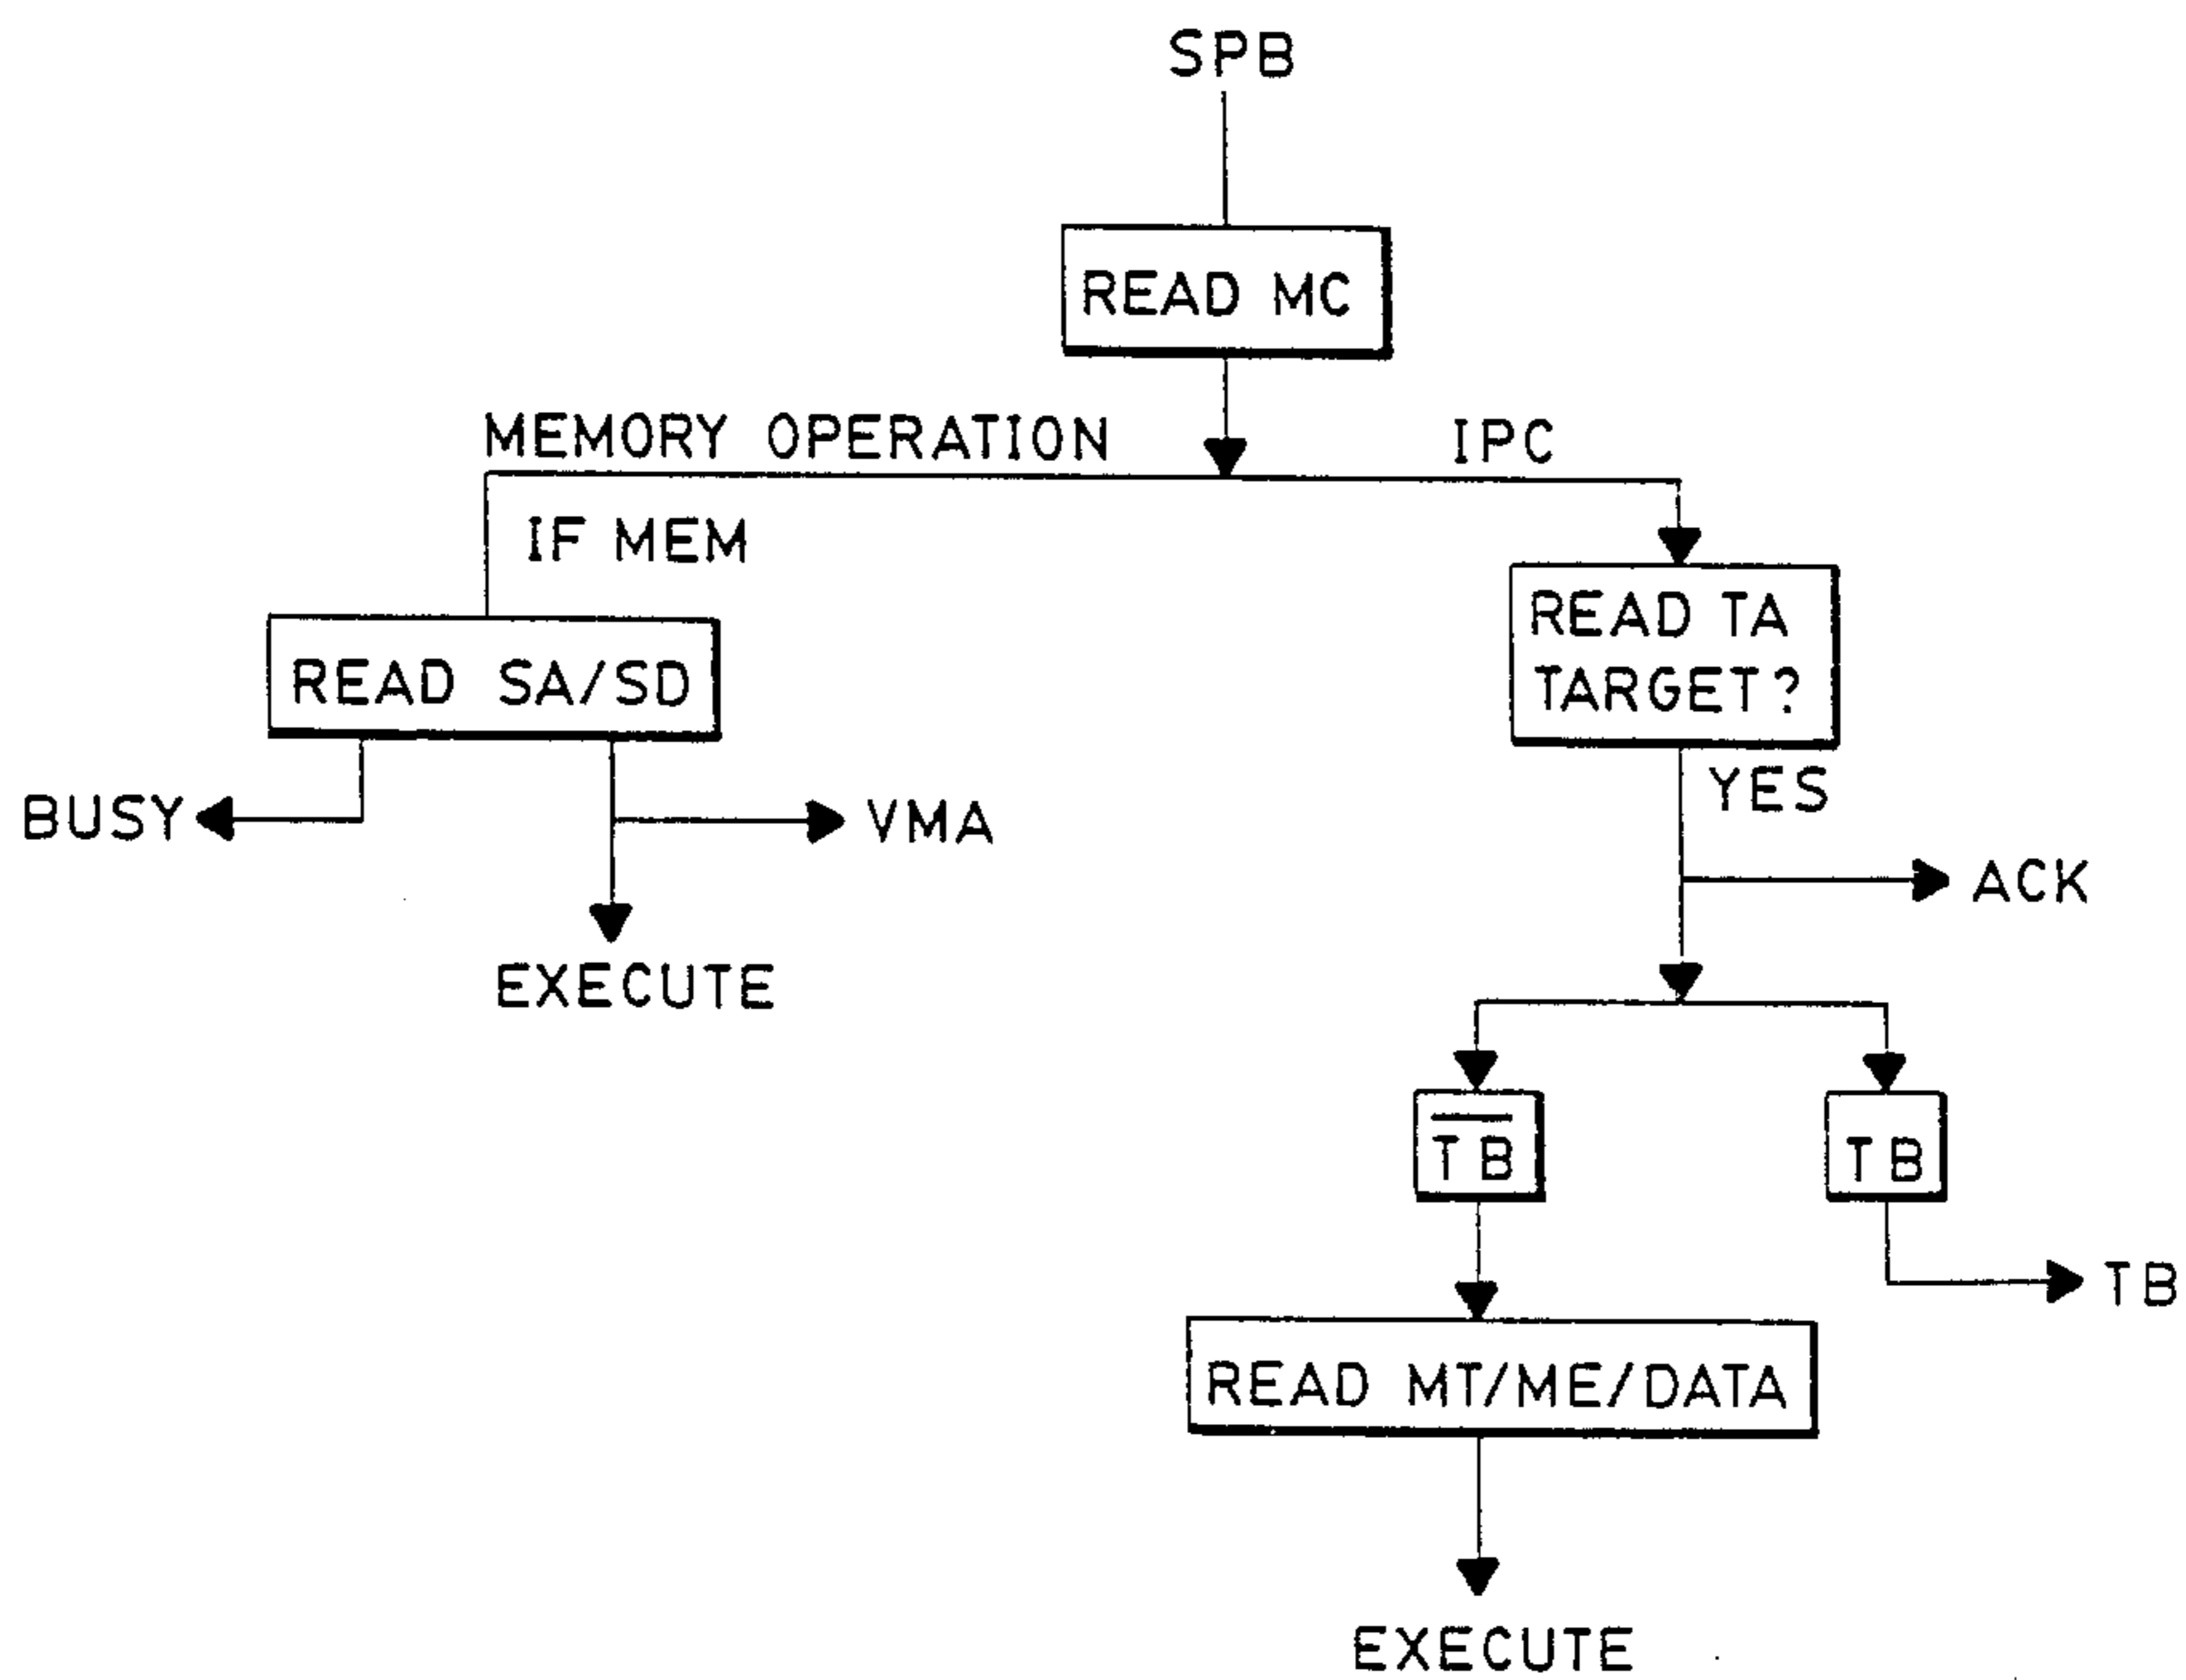 SPB
READ MC
MEMORY OPERATION
IPC
IF MEM
READ TA
TARGET?
READ SA/SD
YES
BUSY
VMA
ACK
EXECUTE
T̅B̅
TB
TB
READ MT/ME/DATA
EXECUTE